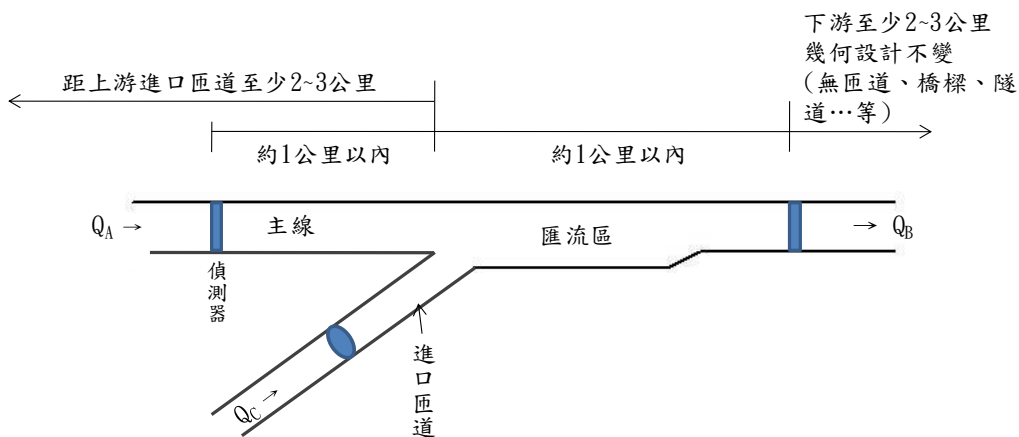 下游至少2~3公里
幾何設計不變
(無匝道、橋樑、隧
道…等)
距上游進口匝道至少2~3公里
約1公里以內
約1公里以內
QA →
主線
匯流區
→ QB
偵測器
進口匝道
QC →